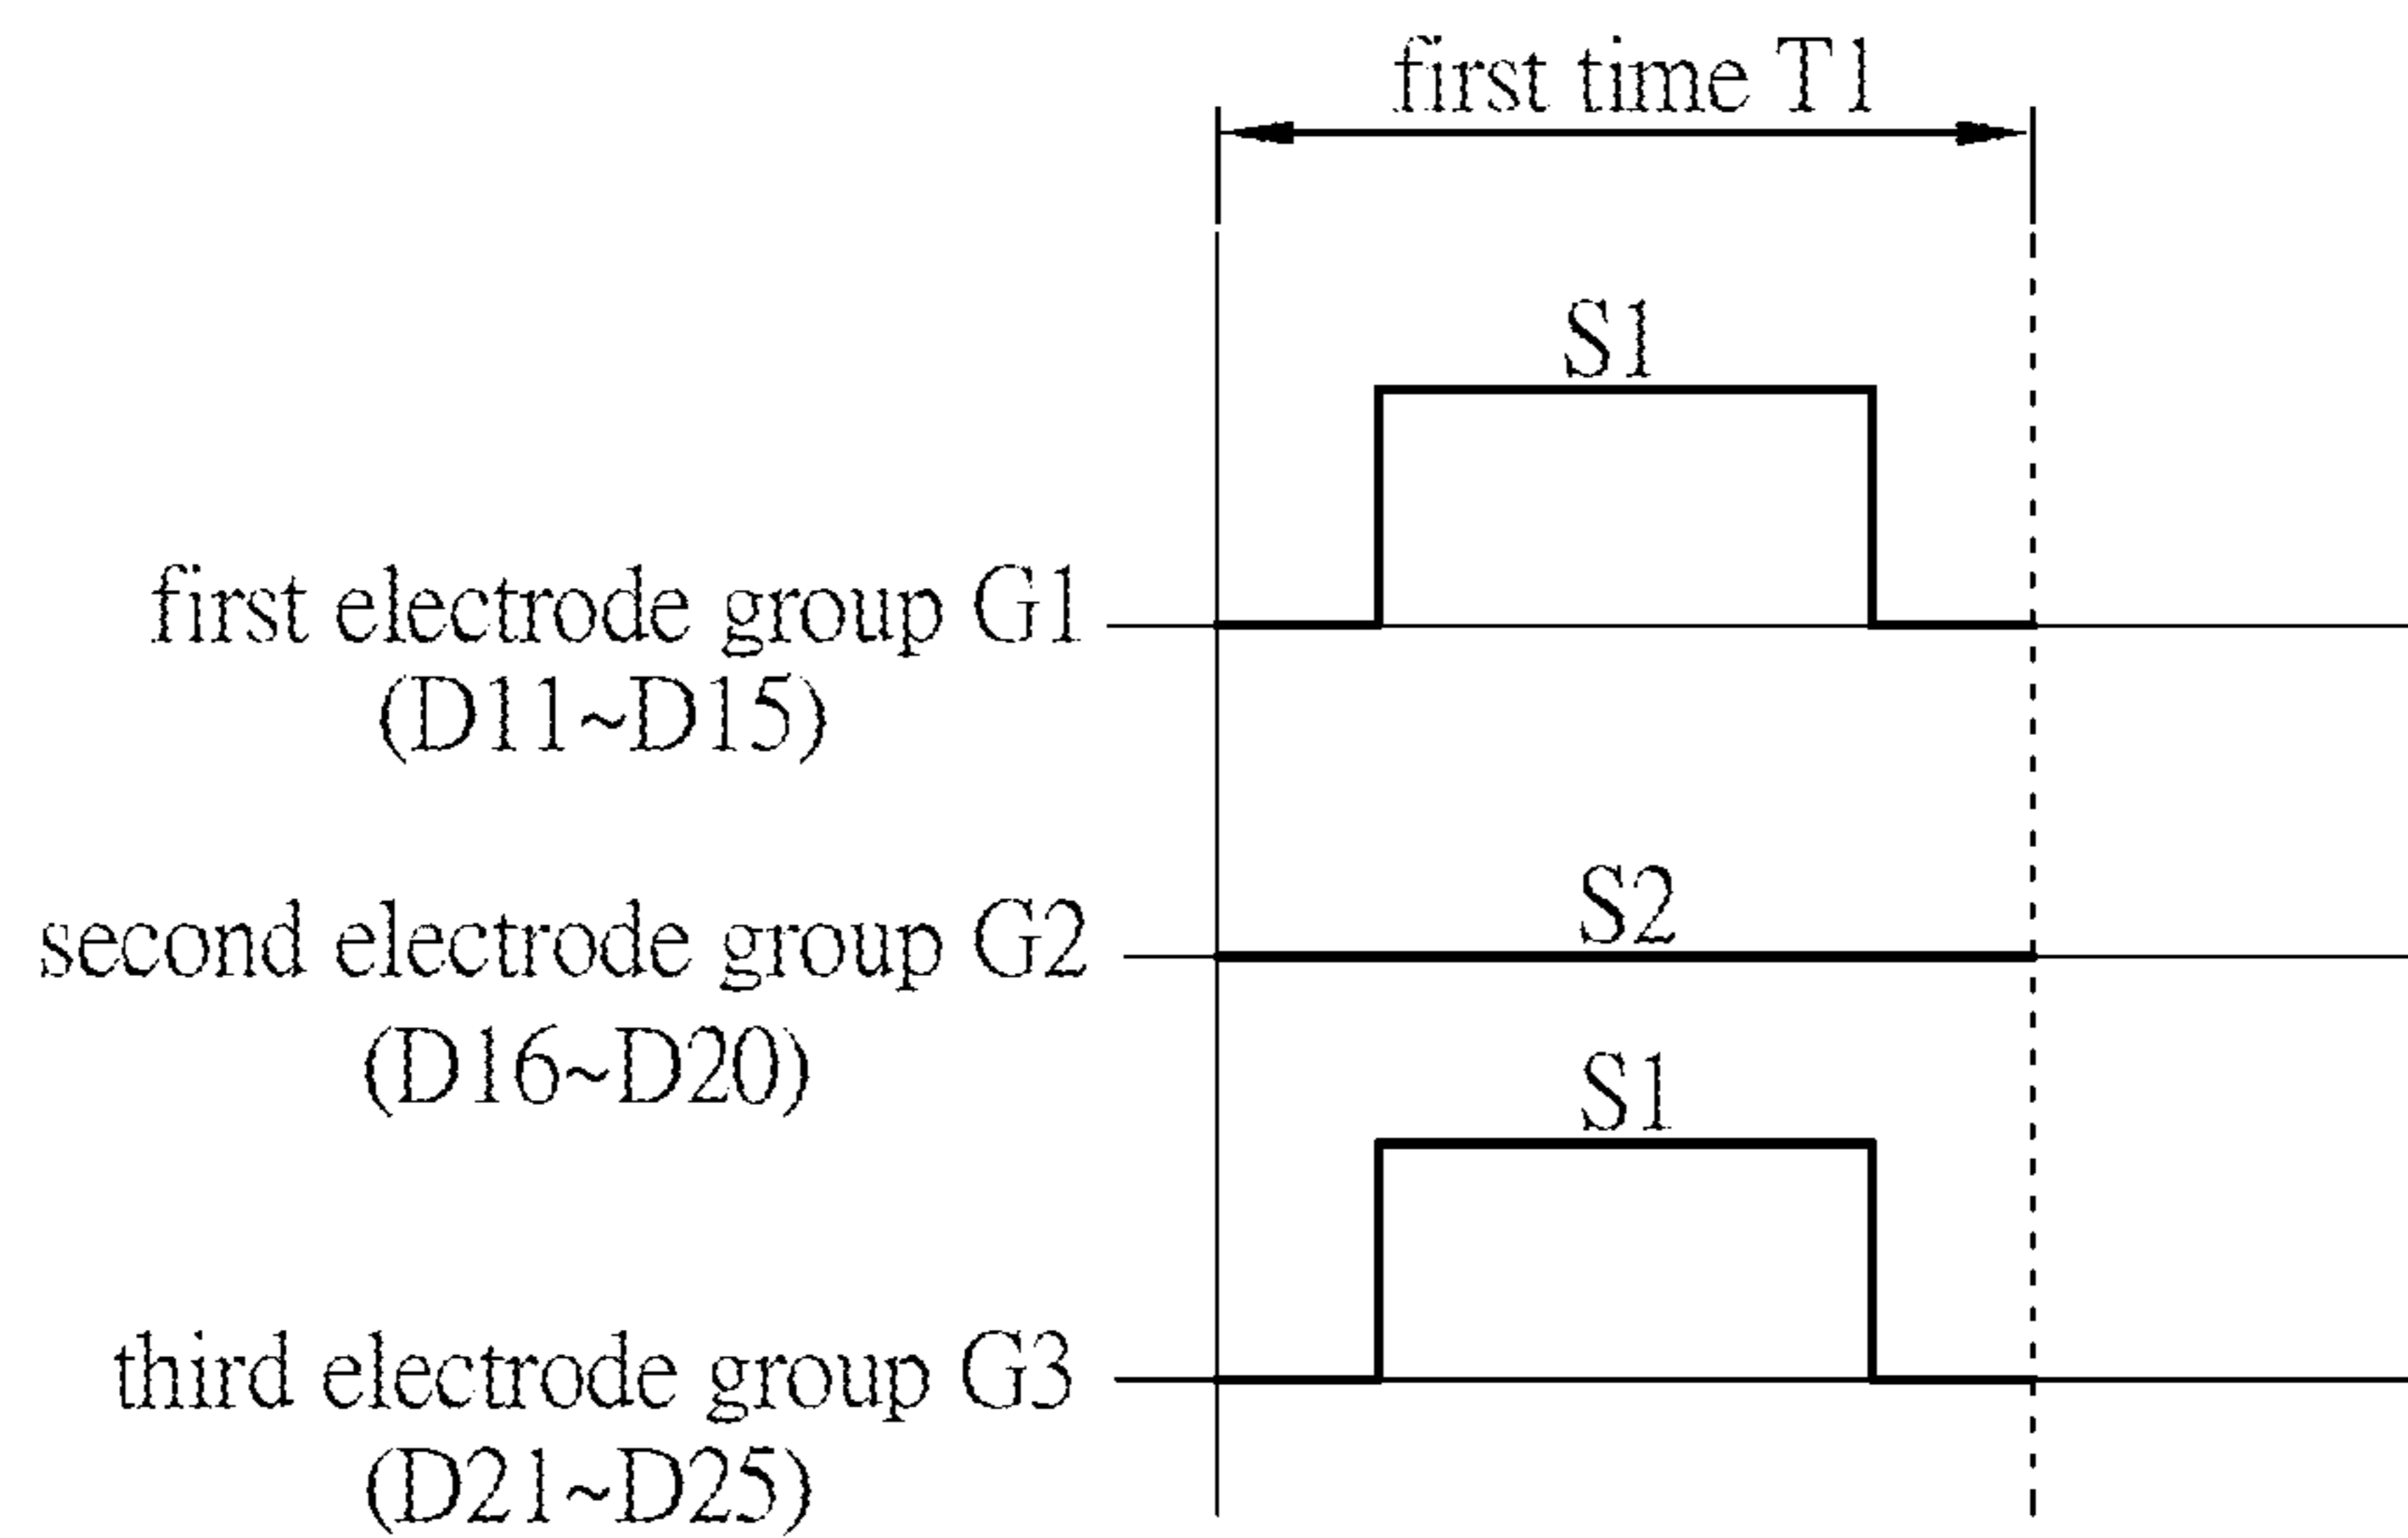 first time T1
S1
first electrode group G1
(D11~D15)
S2
second electrode group G2
(D16~D20)
S1
third electrode group G3
(D21~D25)